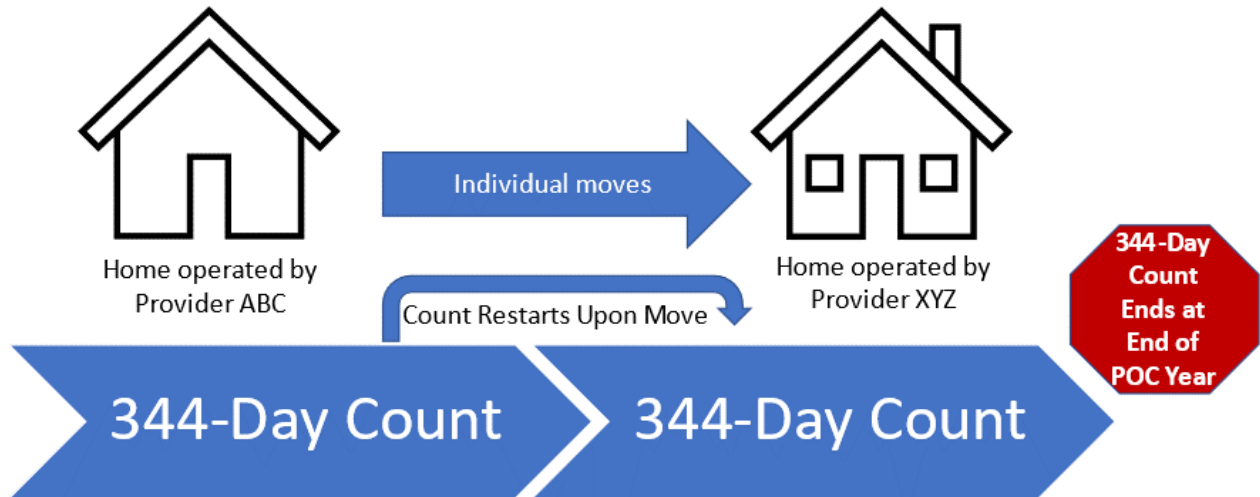 Individual moves
Home operated by
Provider ABC
Home operated by
Provider XYZ
Count Restarts Upon Move
344-Day Count
344-Day Count
344-Day
Count
Ends at
End of
POC Year